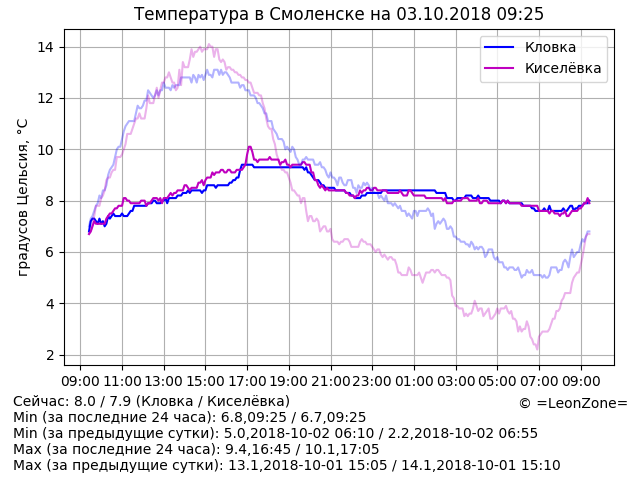 Температура в Смоленске на 03.10.2018 09:25
градусов Цельсия, °C
14
12
10
8
6
4
2
Кловка
Киселёвка
09:00 11:00 13:00 15:00 17:00 19:00 21:00 23:00 01:00 03:00 05:00 07:00 09:00
Сейчас: 8.0 / 7.9 (Кловка / Киселёвка)
© =LeonZone=
Min (за последние 24 часа): 6.8,09:25 / 6.7,09:25
Min (за предыдущие сутки): 5.0,2018-10-02 06:10 / 2.2,2018-10-02 06:55
Max (за последние 24 часа): 9.4,16:45 / 10.1,17:05
Max (за предыдущие сутки): 13.1,2018-10-01 15:05 / 14.1,2018-10-01 15:10